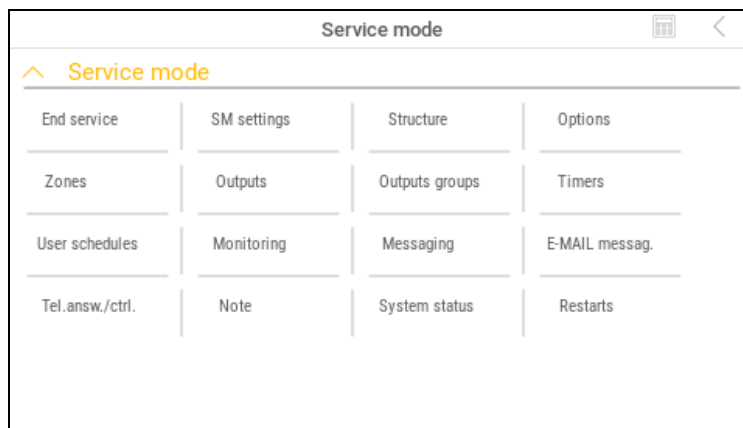 Service mode
Service mode
End service SM settings Structure Options
Zones Outputs Outputs groups Timers
User schedules Monitoring Messaging E-MAIL messag.
Tel.answ./ctrl. Note System status Restarts